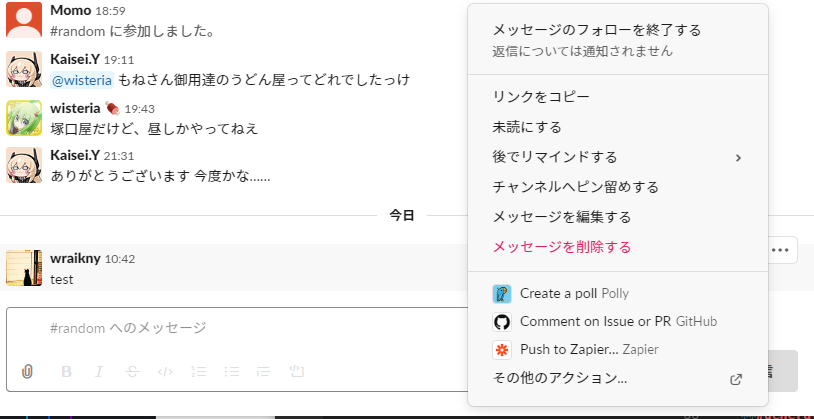 Momo 18:59
#random に参加しました。
Kaisei.Y 19:11
@wisteria もねさん御用達のうどん屋ってどれでしたっけ
wisteria 19:43
塚口屋だけど、昼しかやってねえ
Kaisei.Y 21:31
ありがとうございます 今度かな......
今日
wraikny 10:42
test
#random へのメッセージ
メッセージのフォローを終了する
返信については通知されません
リンクをコピー
未読にする
後でリマインドする
チャンネルへピン留めする
メッセージを編集する
メッセージを削除する
Create a poll Polly
Comment on Issue or PR GitHub
Push to Zapier... Zapier
その他のアクション...